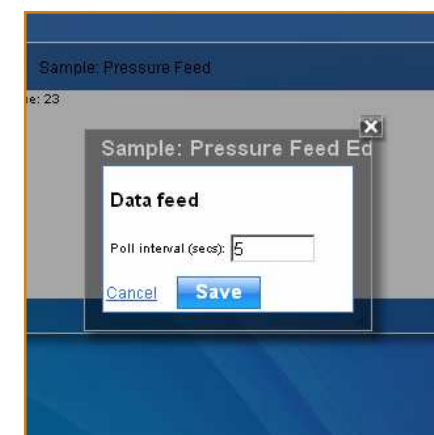 Sample: Pressure Feed
e: 23
Sample: Pressure Feed Ed
Data feed
Poll interval (secs): 5
Cancel Save